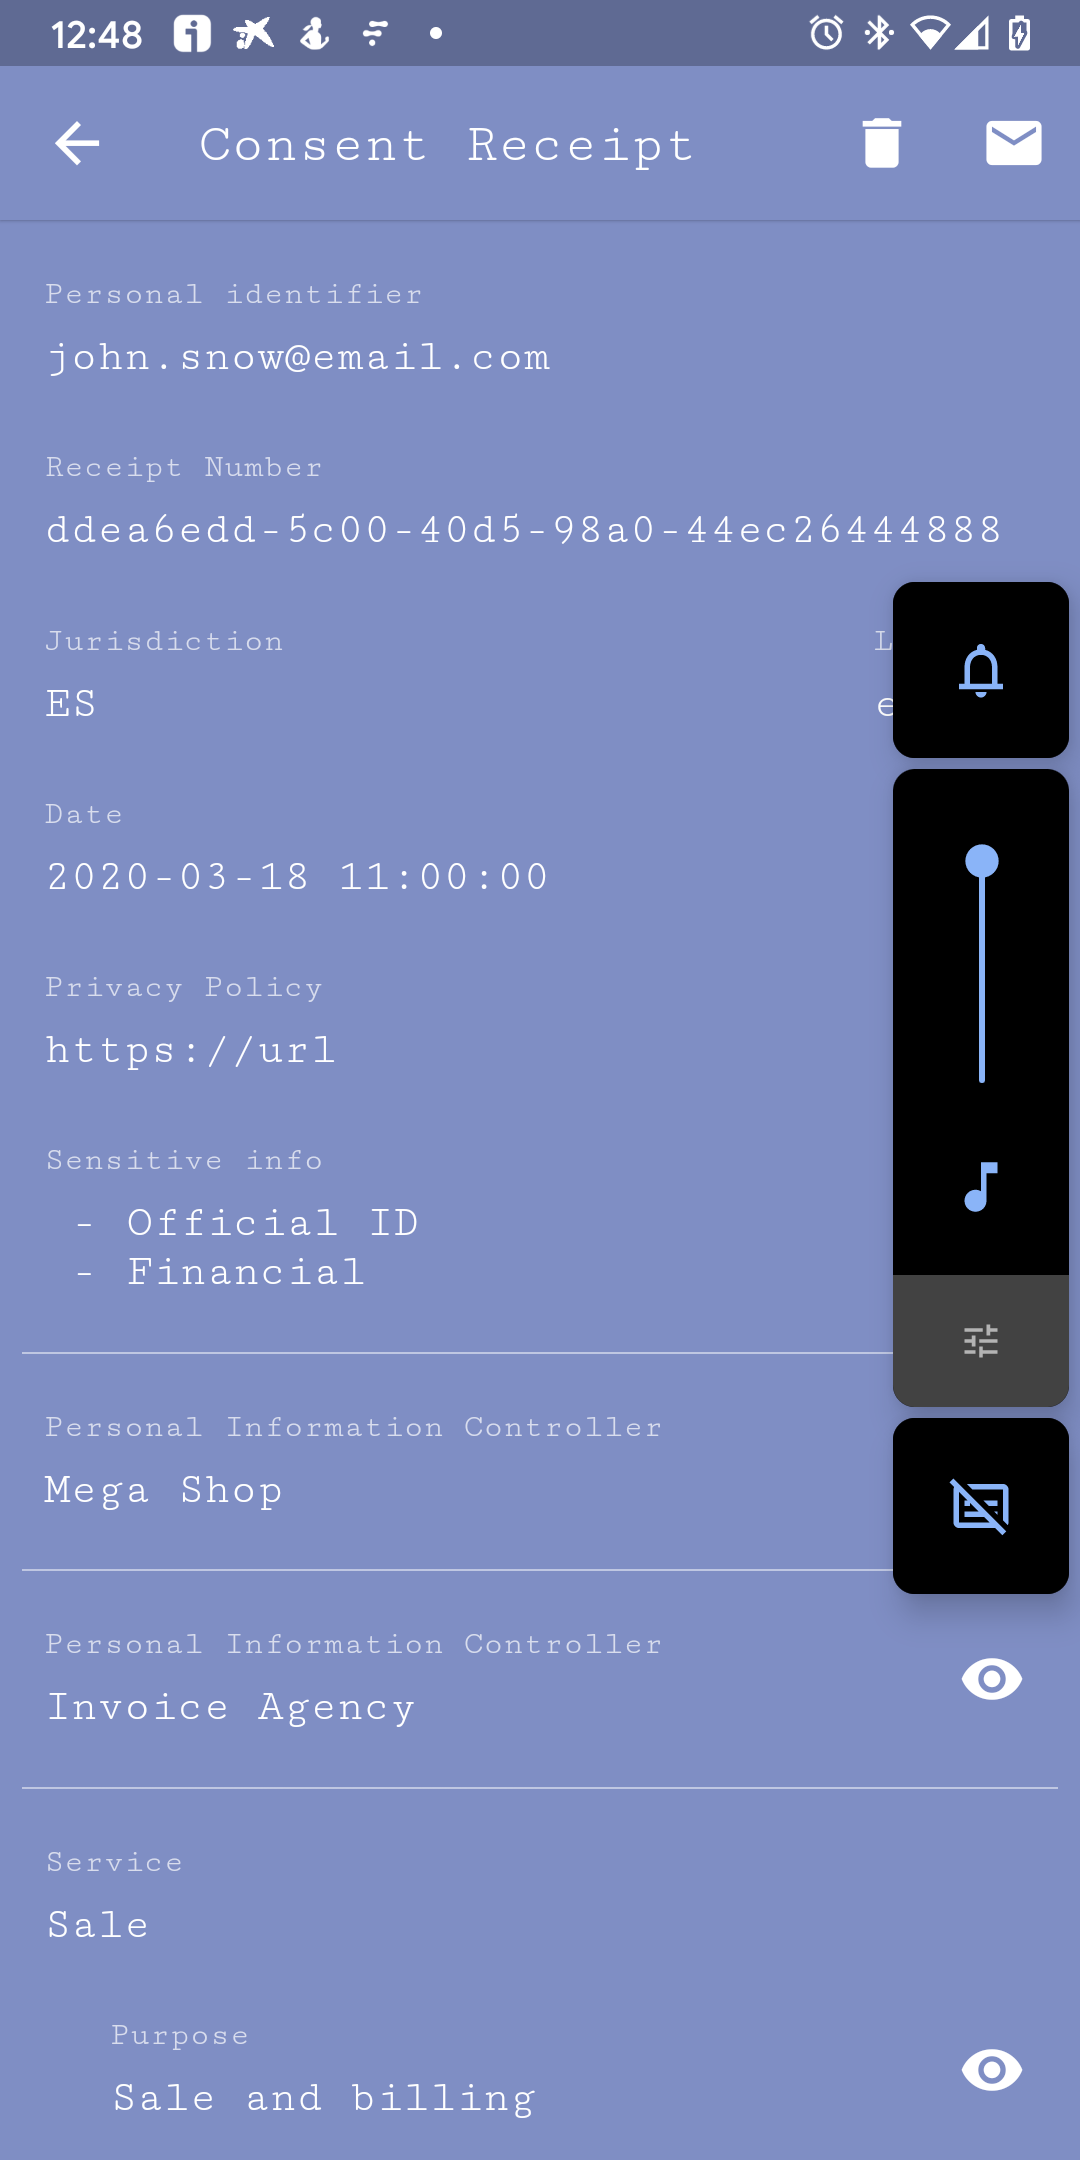 12:48
Consent Receipt
Personal identifier
john.snow@email.com
Receipt Number
ddea6edd-5c00-40d5-98a0-44ec26444888
Jurisdiction
ES
Date
2020-03-18 11:00:00
Privacy Policy
https://url
Sensitive info
- Official ID
- Financial
Personal Information Controller
Mega Shop
Personal Information Controller
Invoice Agency
Service
Sale
Purpose
Sale and billing